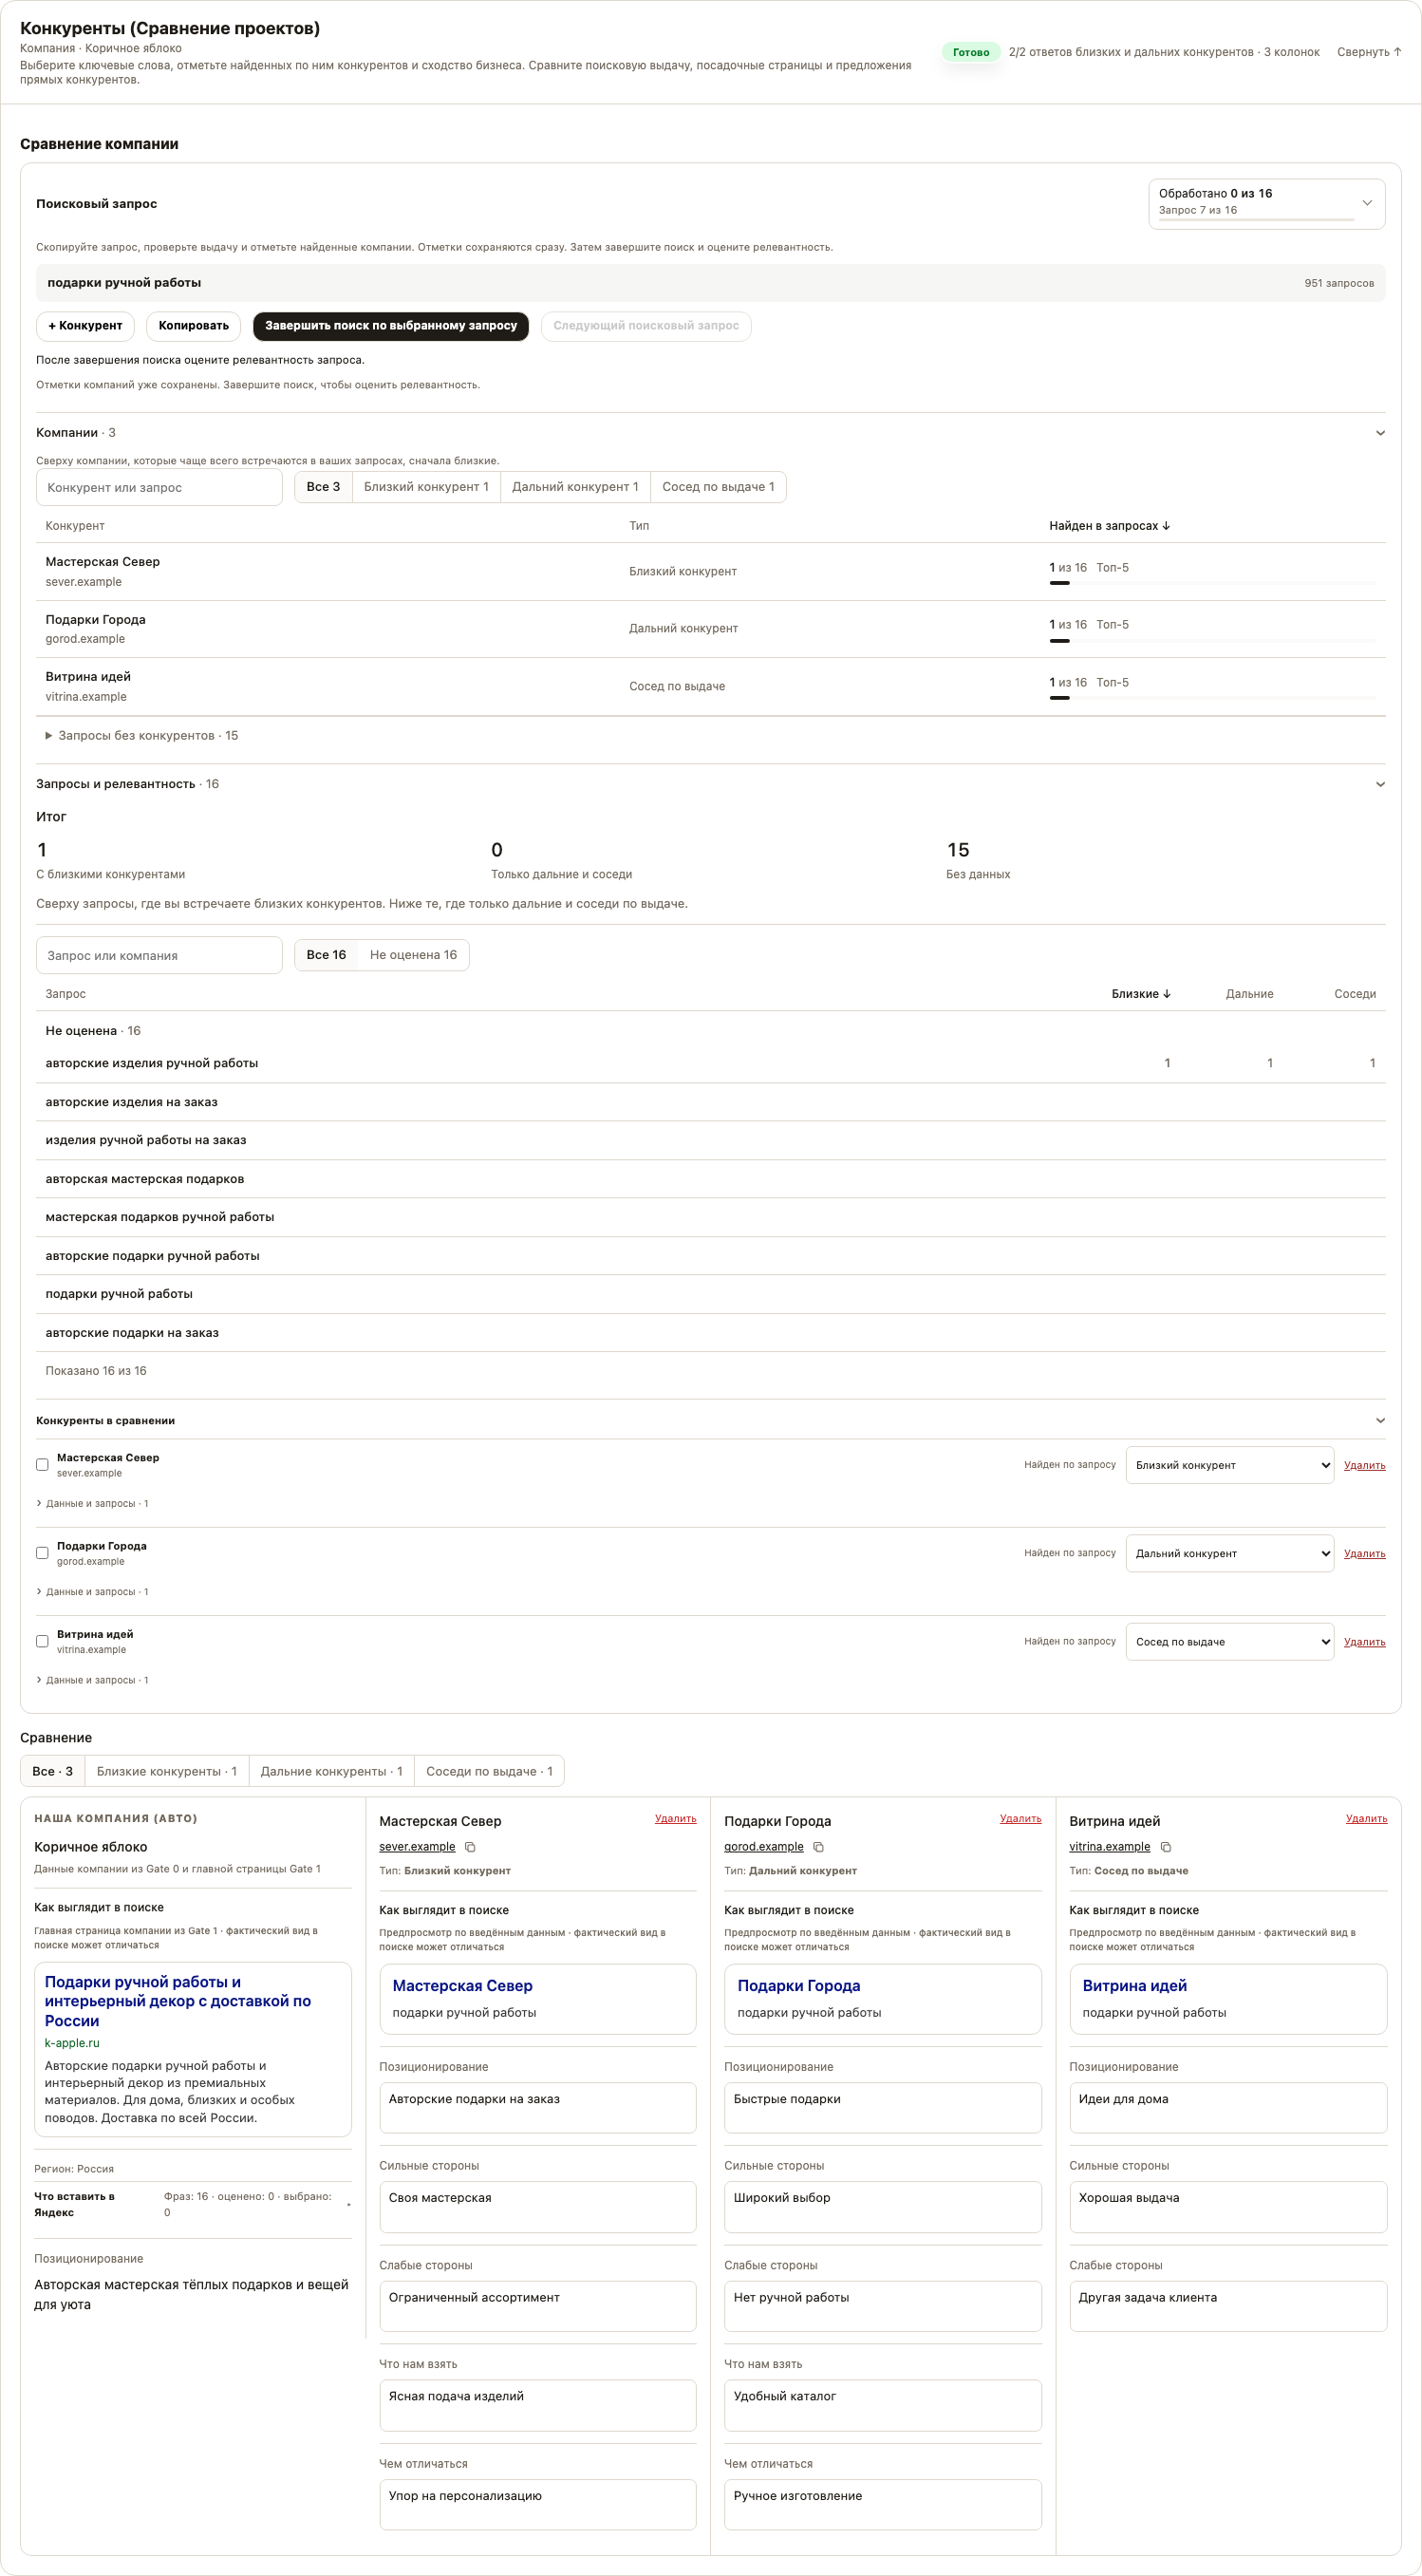 Конкуренты (Сравнение проектов)
Компания · Коричное яблоко
Выберите ключевые слова, отметьте найденных по ним конкурентов и сходство бизнеса. Сравните поисковую выдачу, посадочные страницы и предложения
прямых конкурентов.
Готово 2/2 ответов близких и дальних конкурентов · 3 колонок Свернуть ↑
Сравнение компании
Поисковый запрос
Обработано 0 из 16
Запрос 7 из 16
Скопируйте запрос, проверьте выдачу и отметьте найденные компании. Отметки сохраняются сразу. Затем завершите поиск и оцените релевантность.
подарки ручной работы 951 запросов
+ Конкурент Копировать Завершить поиск по выбранному запросу Следующий поисковый запрос
После завершения поиска оцените релевантность запроса.
Отметки компаний уже сохранены. Завершите поиск, чтобы оценить релевантность.
Компании · 3
Сверху компании, которые чаще всего встречаются в ваших запросах, сначала близкие.
Конкурент или запрос Все 3 Близкий конкурент 1 Дальний конкурент 1 Сосед по выдаче 1
Конкурент Тип Найден в запросах ↓
Мастерская Север
sever.example
Близкий конкурент
1 из 16 Топ-5
Подарки Города
gorod.example
Дальний конкурент
1 из 16 Топ-5
Витрина идей
vitrina.example
Сосед по выдаче
1 из 16 Топ-5
▶ Запросы без конкурентов · 15
Запросы и релевантность · 16
Итог
1 0 15
С близкими конкурентами Только дальние и соседи Без данных
Сверху запросы, где вы встречаете близких конкурентов. Ниже те, где только дальние и соседи по выдаче.
Запрос или компания Все 16 Не оценена 16
Запрос Близкие ↓ Дальние Соседи
Не оценена · 16
авторские изделия ручной работы 1 1 1
авторские изделия на заказ
изделия ручной работы на заказ
авторская мастерская подарков
мастерская подарков ручной работы
авторские подарки ручной работы
подарки ручной работы
авторские подарки на заказ
Показано 16 из 16
Конкуренты в сравнении
Мастерская Север
sever.example
Найден по запросу Близкий конкурент Удалить
› Данные и запросы · 1
Подарки Города
gorod.example
Найден по запросу Дальний конкурент Удалить
› Данные и запросы · 1
Витрина идей
vitrina.example
Найден по запросу Сосед по выдаче Удалить
› Данные и запросы · 1
Сравнение
Все · 3 Близкие конкуренты · 1 Дальние конкуренты · 1 Соседи по выдаче · 1
НАША КОМПАНИЯ (АВТО)
Коричное яблоко
Данные компании из Gate 0 и главной страницы Gate 1
Как выглядит в поиске
Главная страница компании из Gate 1 · фактический вид в
поиске может отличаться
Подарки ручной работы и
интерьерный декор с доставкой по
России
k-apple.ru
Авторские подарки ручной работы и
интерьерный декор из премиальных
материалов. Для дома, близких и особых
поводов. Доставка по всей России.
Регион: Россия
Что вставить в
Яндекс
Фраз: 16 · оценено: 0 · выбрано:
0
Позиционирование
Авторская мастерская тёплых подарков и вещей
для уюта
Мастерская Север Удалить
sever.example
Тип: Близкий конкурент
Как выглядит в поиске
Предпросмотр по введённым данным · фактический вид в
поиске может отличаться
Мастерская Север
подарки ручной работы
Позиционирование
Авторские подарки на заказ
Сильные стороны
Своя мастерская
Слабые стороны
Ограниченный ассортимент
Что нам взять
Ясная подача изделий
Чем отличаться
Упор на персонализацию
Подарки Города Удалить
gorod.example
Тип: Дальний конкурент
Как выглядит в поиске
Предпросмотр по введённым данным · фактический вид в
поиске может отличаться
Подарки Города
подарки ручной работы
Позиционирование
Быстрые подарки
Сильные стороны
Широкий выбор
Слабые стороны
Нет ручной работы
Что нам взять
Удобный каталог
Чем отличаться
Ручное изготовление
Витрина идей Удалить
vitrina.example
Тип: Сосед по выдаче
Как выглядит в поиске
Предпросмотр по введённым данным · фактический вид в
поиске может отличаться
Витрина идей
подарки ручной работы
Позиционирование
Идеи для дома
Сильные стороны
Хорошая выдача
Слабые стороны
Другая задача клиента